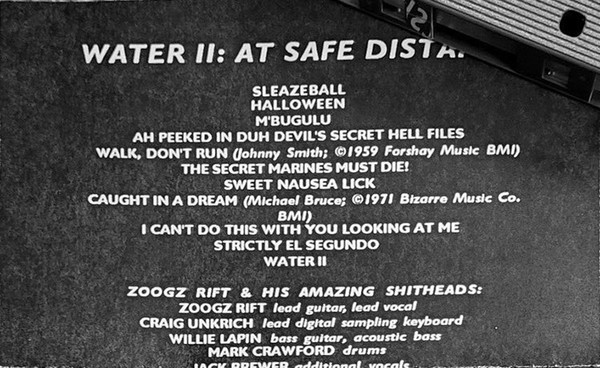 WATER II: AT SAFE
SLEAZEBALL
HALLOWEEN
M'BUGULU
AH PEEKED IN DUH DEVIL'S SECRET HELL FILES
WALK, DON'T RUN (Johnny Smith; ©1959 Forshay Music BMI)
THE SECRET MARINES MUST DIE!
SWEET NAUSEA LICK
CAUGHT IN A DREAM (Michael Bruce; ©1971 Bizarre Music Co.
BMI)
I CAN'T DO THIS WITH YOU LOOKING AT ME
STRICTLY EL SEGUNDO
WATER II
ZOOGZ RIFT & HIS AMAZING SHITHEADS:
ZOOGZ RIFT lead guitar, lead vocal
CRAIG UNKRICH lead digital sampling keyboard
WILLIE LAPIN bass guitar, acoustic bass
MARK CRAWFORD drums
JACK BREWER additional vocals